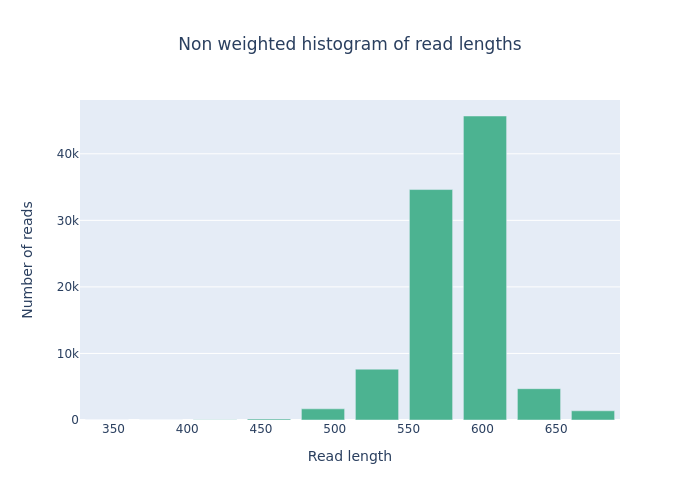 Non weighted histogram of read lengths
Number of reads
40k
30k
20k
10k
0
350 400 450 500 550 600 650
Read length